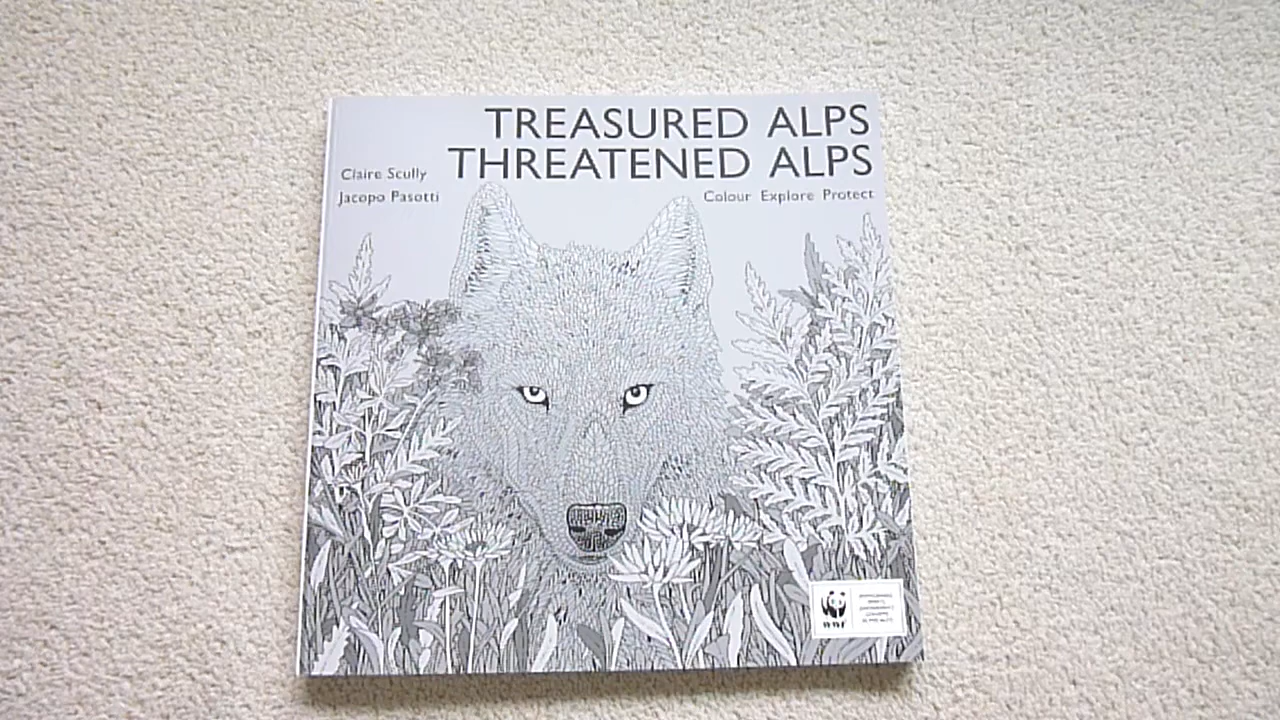 TREASURED ALPS
THREATENED ALPS
Claire Scully
Jacopo Pasotti
Colour Explore Protect
WWF